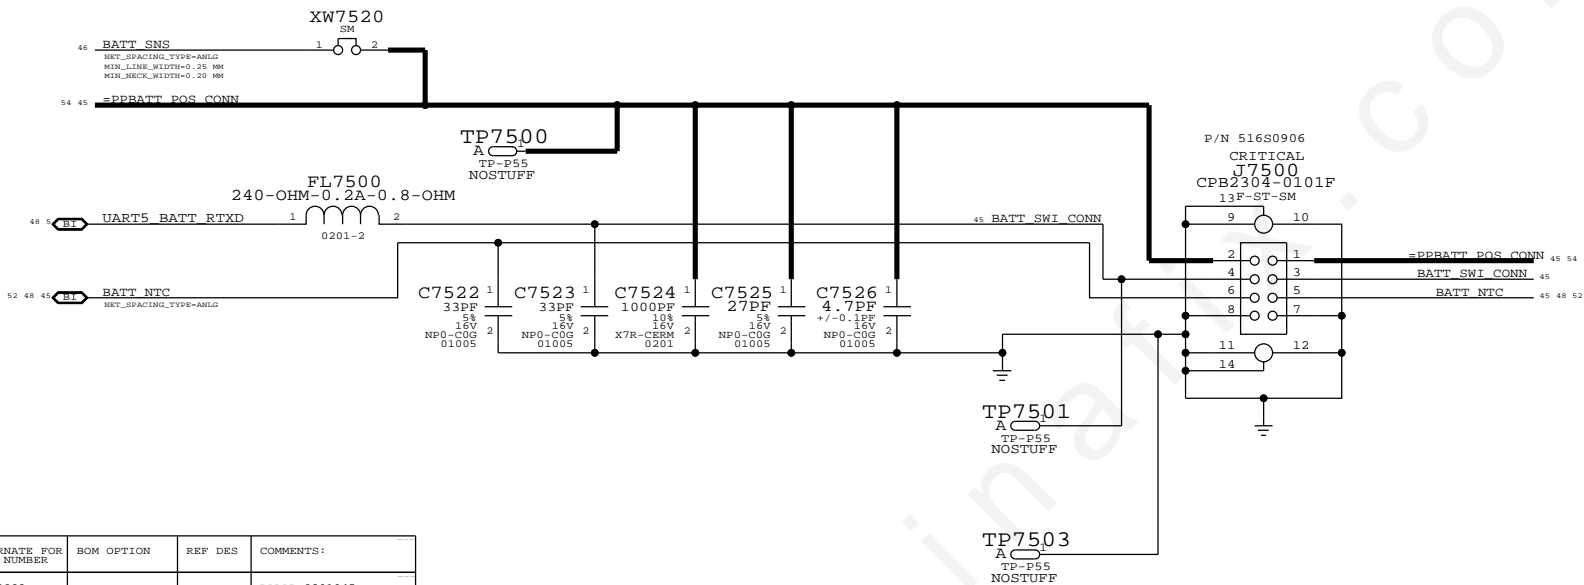 XW7520
SM
46 BATT_SNS 1 2
NET_SPACING_TYPE=ANLG
MIN_LINE_WIDTH=0.25 MM
MIN_NECK_WIDTH=0.20 MM
54 45 =PPBATT_POS_CONN
TP7500
A 1
TP-P55
NOSTUFF
P/N 516S0906
CRITICAL
J7500
CPB2304-0101F
F-ST-SM
13
FL7500
240-OHM-0.2A-0.8-OHM
48 5 BI UART5_BATT_RTXD 1 2
0201-2
45 BATT_SWI_CONN
9 10
2 1 =PPBATT_POS_CONN 45 54
4 3 BATT_SWI_CONN 45
6 5 BATT_NTC 45 48 52
8 7
11 12
14
52 48 45 BI BATT_NTC
NET_SPACING_TYPE=ANLG
C7522 1
33PF
5%
16V
NP0-C0G 2
01005
C7523 1
33PF
5%
16V
NP0-C0G 2
01005
C7524 1
1000PF
10%
16V
X7R-CERM 2
0201
C7525 1
27PF
5%
16V
NP0-C0G 2
01005
C7526 1
4.7PF
+/-0.1PF
16V
NP0-C0G 2
01005
TP7501
A 1
TP-P55
NOSTUFF
TP7503
A 1
TP-P55
NOSTUFF
RNATE FOR BOM OPTION REF DES COMMENTS:
NUMBER
inafix.co